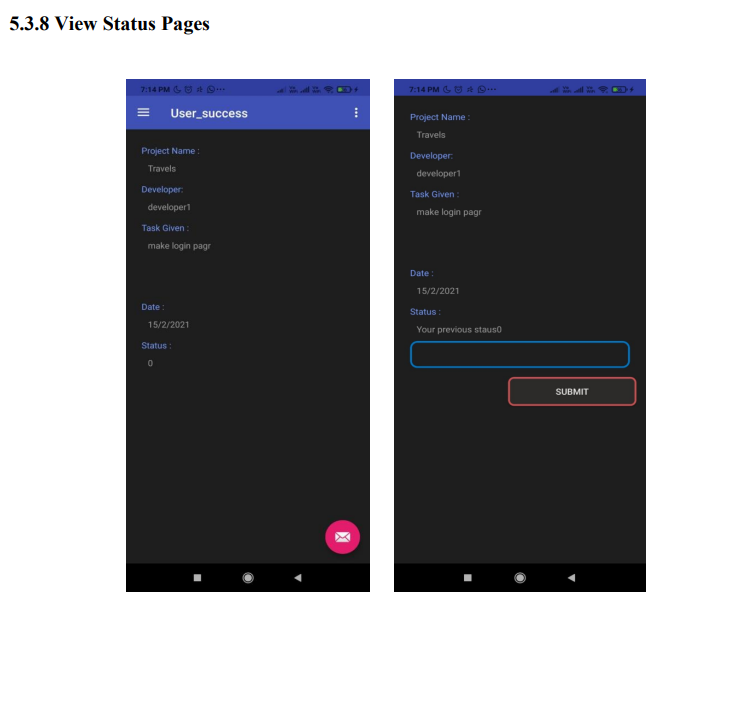 5.3.8 View Status Pages
7:14 PM
User_success
Project Name :
Travels
Developer:
developer1
Task Given :
make login pagr
Date :
15/2/2021
Status :
0
7:14 PM
Project Name :
Travels
Developer:
developer1
Task Given :
make login pagr
Date :
15/2/2021
Status :
Your previous staus0
SUBMIT